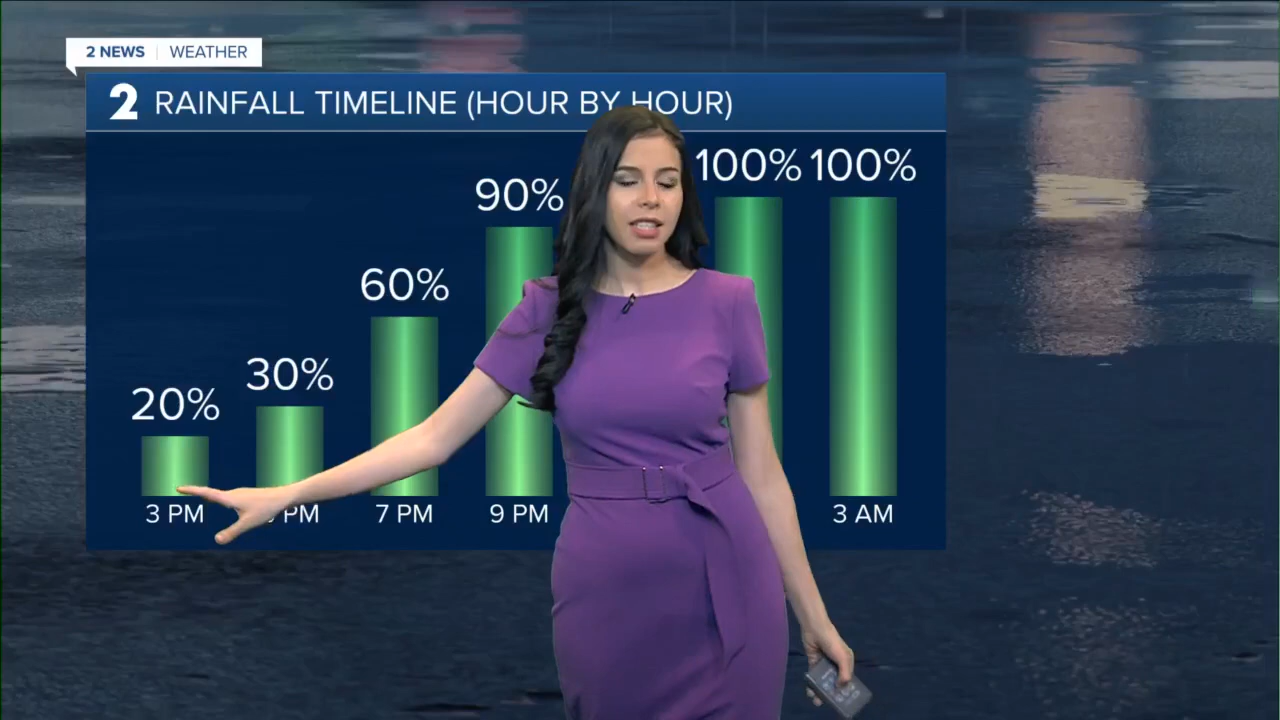 2 NEWS WEATHER
2 RAINFALL TIMELINE (HOUR BY HOUR)
20% 30% 60% 90% 100% 100%
3 PM PM 7 PM 9 PM 3 AM